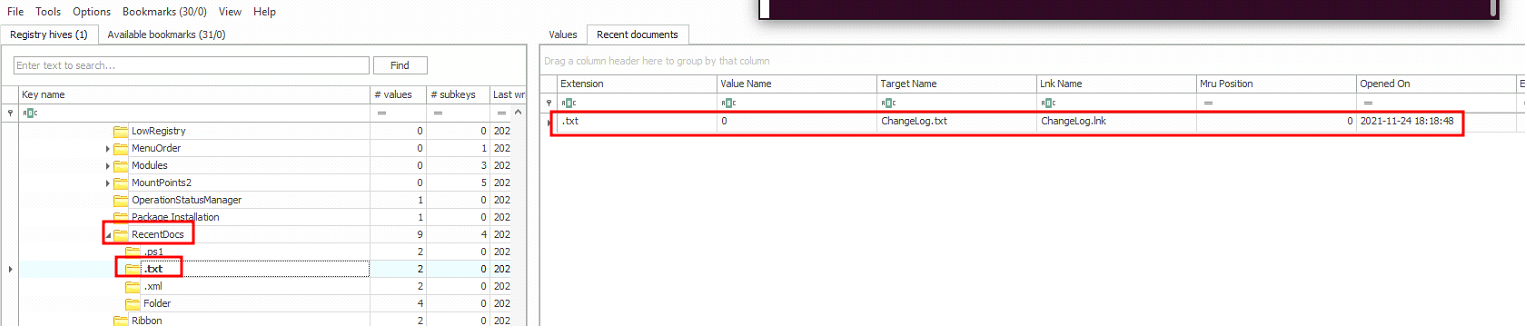 File Tools Options Bookmarks (30/0) View Help
Registry hives (1) Available bookmarks (31/0)
Enter text to search... Find
Key name # values # subkeys Last wr
LowRegistry 0 0 202
MenuOrder 0 1 202
Modules 0 3 202
MountPoints2 0 5 202
OperationStatusManager 1 0 202
Package Installation 1 0 202
RecentDocs 9 4 202
.ps1 2 0 202
.txt 2 0 202
.xml 2 0 202
Folder 4 0 202
Ribbon 2 0 202
Values Recent documents
Drag a column header here to group by that column
Extension Value Name Target Name Lnk Name Mru Position Opened On E
.txt 0 ChangeLog.txt ChangeLog.lnk 0 2021-11-24 18:18:48